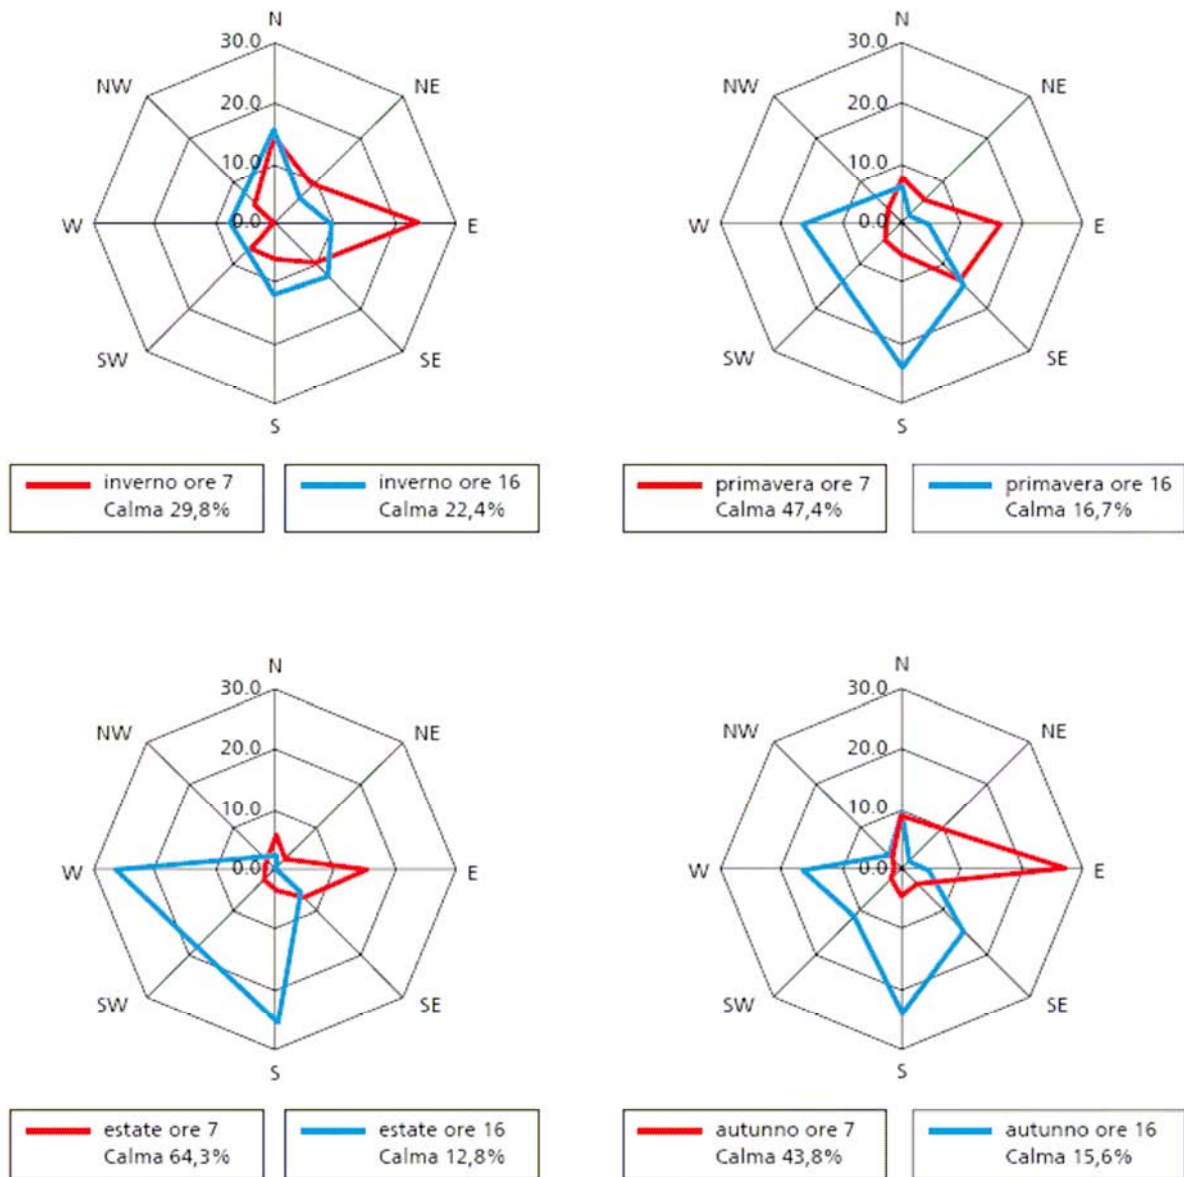 N
30.0
NW
NE
20.0
10.0
W
0.0
E
SW
SE
S
inverno ore 7
Calma 29,8%
inverno ore 16
Calma 22,4%
N
30.0
NW
NE
20.0
10.0
W
0.0
E
SW
SE
S
primavera ore 7
Calma 47,4%
primavera ore 16
Calma 16,7%
N
30.0
NW
NE
20.0
10.0
W
0.0
E
SW
SE
S
estate ore 7
Calma 64,3%
estate ore 16
Calma 12,8%
N
30.0
NW
NE
20.0
10.0
W
0.0
E
SW
SE
S
autunno ore 7
Calma 43,8%
autunno ore 16
Calma 15,6%